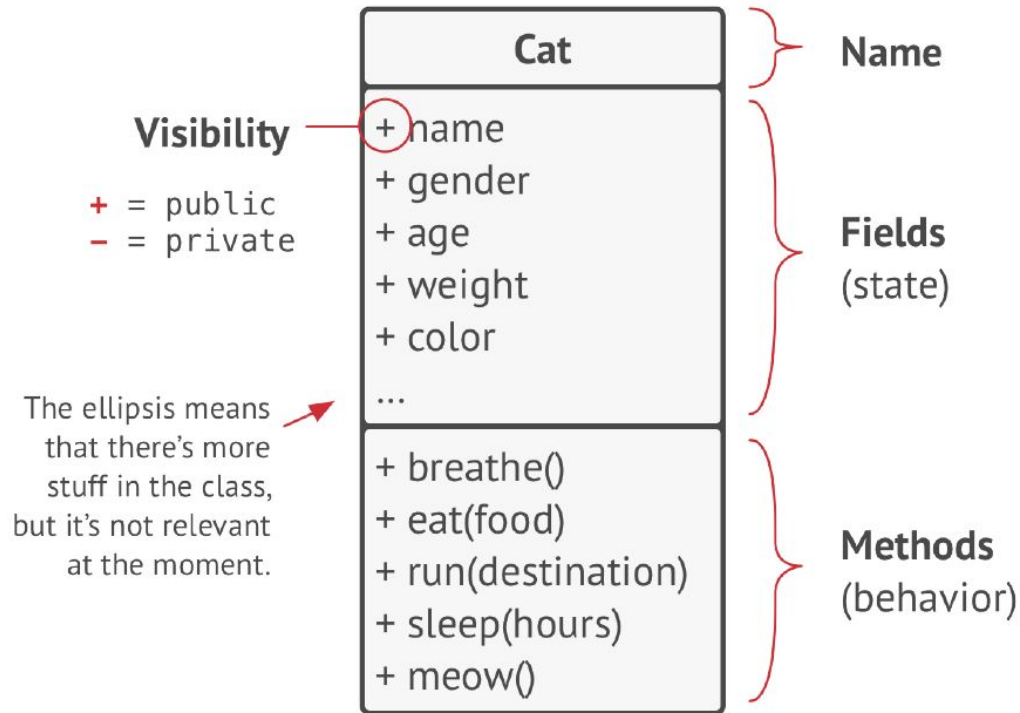 Cat
Name
Visibility
+ = public
− = private
+ name
+ gender
+ age
+ weight
+ color
...
Fields
(state)
The ellipsis means
that there’s more
stuff in the class,
but it’s not relevant
at the moment.
+ breathe()
+ eat(food)
+ run(destination)
+ sleep(hours)
+ meow()
Methods
(behavior)